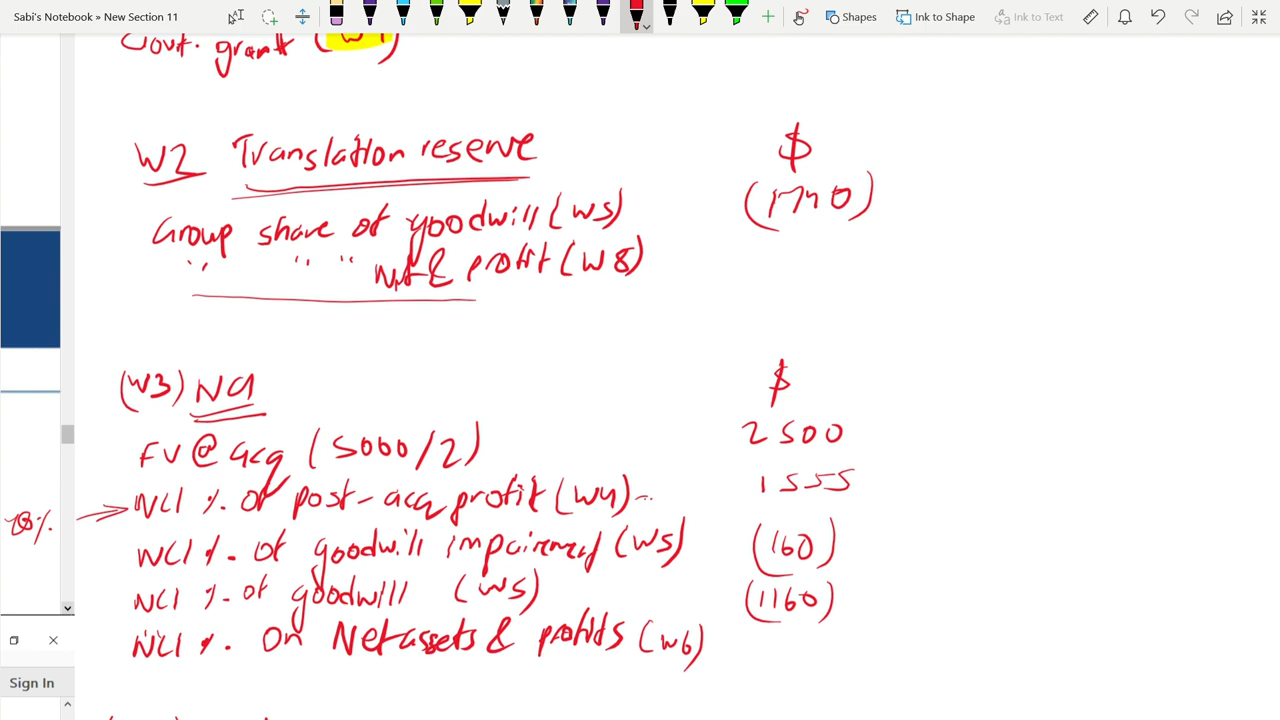 Sabi's Notebook » New Section 11
Shapes
Ink to Shape
Ink to Text
Govt. grant (W1)
W2 Translation reserve $
Group share of goodwill (W5) (1740)
" " " N.A & profit (W8)
(W3) NCI $
FV @ acq (5000/2) 2500
NCI %. of post-acq profit (W4) 1555
NCI %. of goodwill impairment (W5) (160)
NCI %. of goodwill (W5) (1160)
NCI %. on Net assets & profits (W6)
Sign In